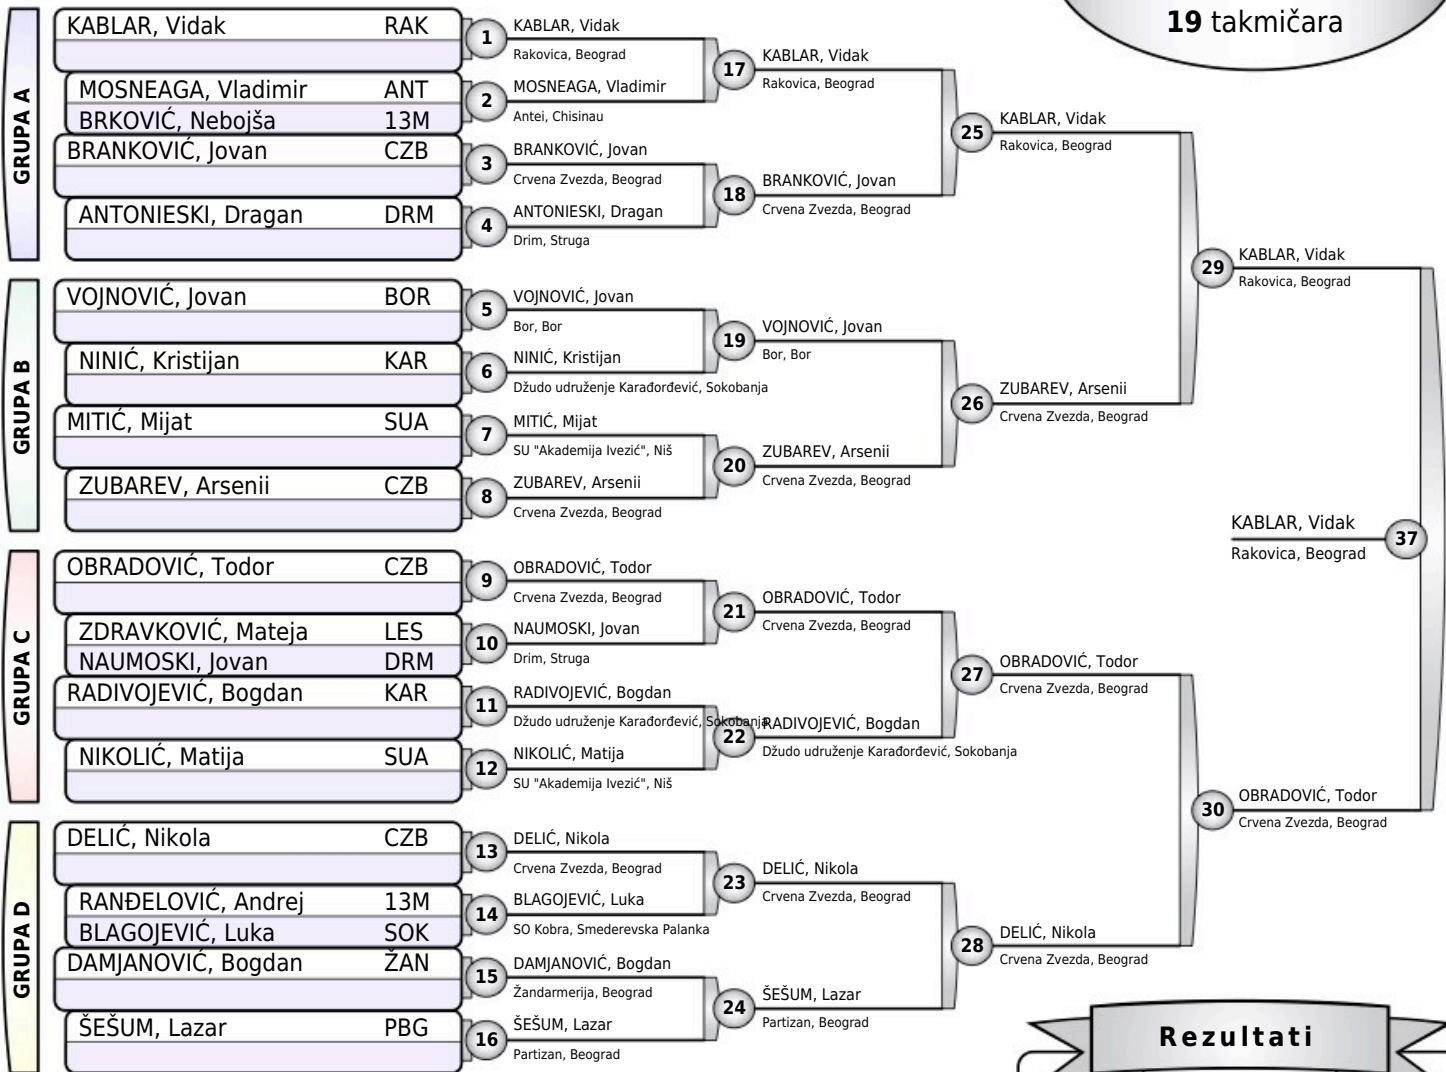 19 takmičara
GRUPA A
KABLAR, Vidak RAK
MOSNEAGA, Vladimir ANT
BRKOVIĆ, Nebojša 13M
BRANKOVIĆ, Jovan CZB
ANTONIESKI, Dragan DRM
1 KABLAR, Vidak
Rakovica, Beograd
2 MOSNEAGA, Vladimir
Antei, Chisinau
3 BRANKOVIĆ, Jovan
Crvena Zvezda, Beograd
4 ANTONIESKI, Dragan
Drim, Struga
17 KABLAR, Vidak
Rakovica, Beograd
18 BRANKOVIĆ, Jovan
Crvena Zvezda, Beograd
25 KABLAR, Vidak
Rakovica, Beograd
GRUPA B
VOJNOVIĆ, Jovan BOR
NINIĆ, Kristijan KAR
MITIĆ, Mijat SUA
ZUBAREV, Arsenii CZB
5 VOJNOVIĆ, Jovan
Bor, Bor
6 NINIĆ, Kristijan
Džudo udruženje Karađorđević, Sokobanja
7 MITIĆ, Mijat
SU "Akademija Ivezić", Niš
8 ZUBAREV, Arsenii
Crvena Zvezda, Beograd
19 VOJNOVIĆ, Jovan
Bor, Bor
20 ZUBAREV, Arsenii
Crvena Zvezda, Beograd
26 ZUBAREV, Arsenii
Crvena Zvezda, Beograd
29 KABLAR, Vidak
Rakovica, Beograd
GRUPA C
OBRADOVIĆ, Todor CZB
ZDRAVKOVIĆ, Mateja LES
NAUMOSKI, Jovan DRM
RADIVOJEVIĆ, Bogdan KAR
NIKOLIĆ, Matija SUA
9 OBRADOVIĆ, Todor
Crvena Zvezda, Beograd
10 NAUMOSKI, Jovan
Drim, Struga
11 RADIVOJEVIĆ, Bogdan
Džudo udruženje Karađorđević, Sokobanja
12 NIKOLIĆ, Matija
SU "Akademija Ivezić", Niš
21 OBRADOVIĆ, Todor
Crvena Zvezda, Beograd
22 RADIVOJEVIĆ, Bogdan
Džudo udruženje Karađorđević, Sokobanja
27 OBRADOVIĆ, Todor
Crvena Zvezda, Beograd
GRUPA D
DELIĆ, Nikola CZB
RANĐELOVIĆ, Andrej 13M
BLAGOJEVIĆ, Luka SOK
DAMJANOVIĆ, Bogdan ŽAN
ŠEŠUM, Lazar PBG
13 DELIĆ, Nikola
Crvena Zvezda, Beograd
14 BLAGOJEVIĆ, Luka
SO Kobra, Smederevska Palanka
15 DAMJANOVIĆ, Bogdan
Žandarmerija, Beograd
16 ŠEŠUM, Lazar
Partizan, Beograd
23 DELIĆ, Nikola
Crvena Zvezda, Beograd
24 ŠEŠUM, Lazar
Partizan, Beograd
28 DELIĆ, Nikola
Crvena Zvezda, Beograd
30 OBRADOVIĆ, Todor
Crvena Zvezda, Beograd
KABLAR, Vidak 37
Rakovica, Beograd
Rezultati